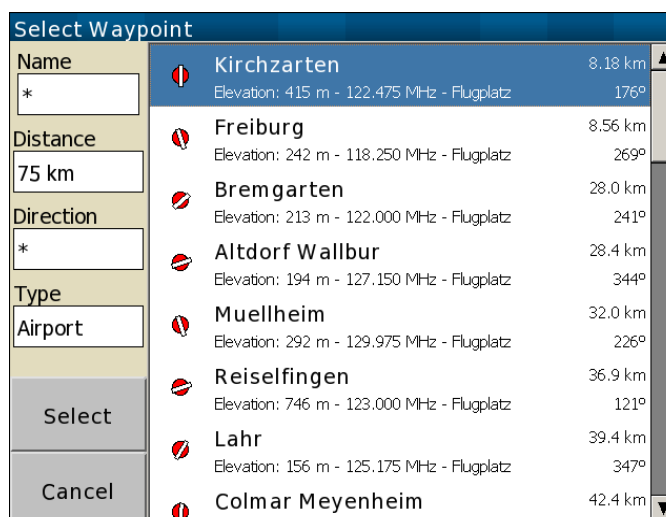 Select Waypoint
Name
*
Distance
75 km
Direction
*
Type
Airport
Select
Cancel
Kirchzarten 8.18 km
Elevation: 415 m - 122.475 MHz - Flugplatz 176°
Freiburg 8.56 km
Elevation: 242 m - 118.250 MHz - Flugplatz 269°
Bremgarten 28.0 km
Elevation: 213 m - 122.000 MHz - Flugplatz 241°
Altdorf Wallbur 28.4 km
Elevation: 194 m - 127.150 MHz - Flugplatz 344°
Muellheim 32.0 km
Elevation: 292 m - 129.975 MHz - Flugplatz 226°
Reiselfingen 36.9 km
Elevation: 746 m - 123.000 MHz - Flugplatz 121°
Lahr 39.4 km
Elevation: 156 m - 125.175 MHz - Flugplatz 347°
Colmar Meyenheim 42.4 km